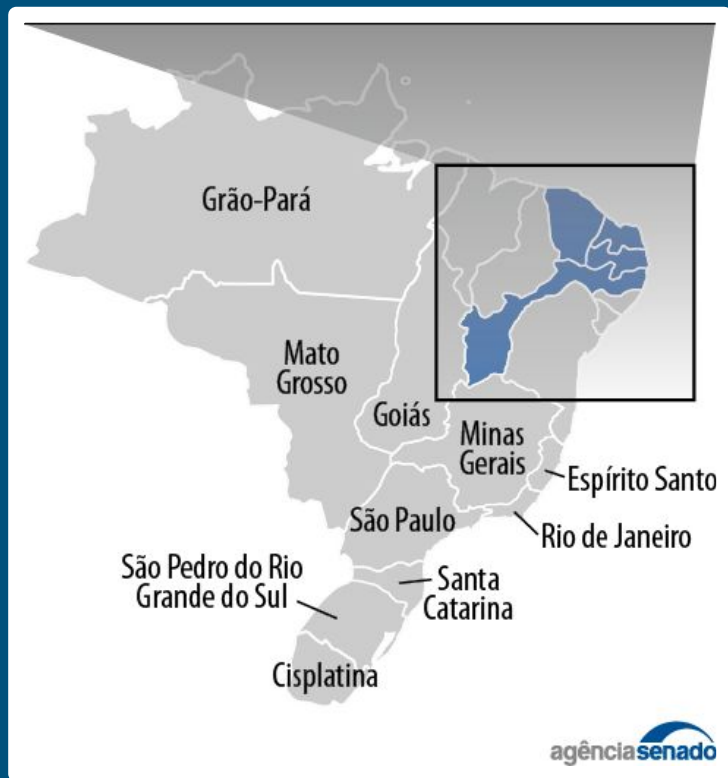 Grão-Pará
Mato
Grosso
Goiás
Minas
Gerais
Espírito Santo
São Paulo
Rio de Janeiro
São Pedro do Rio
Grande do Sul
Santa
Catarina
Cisplatina
agênciasenado